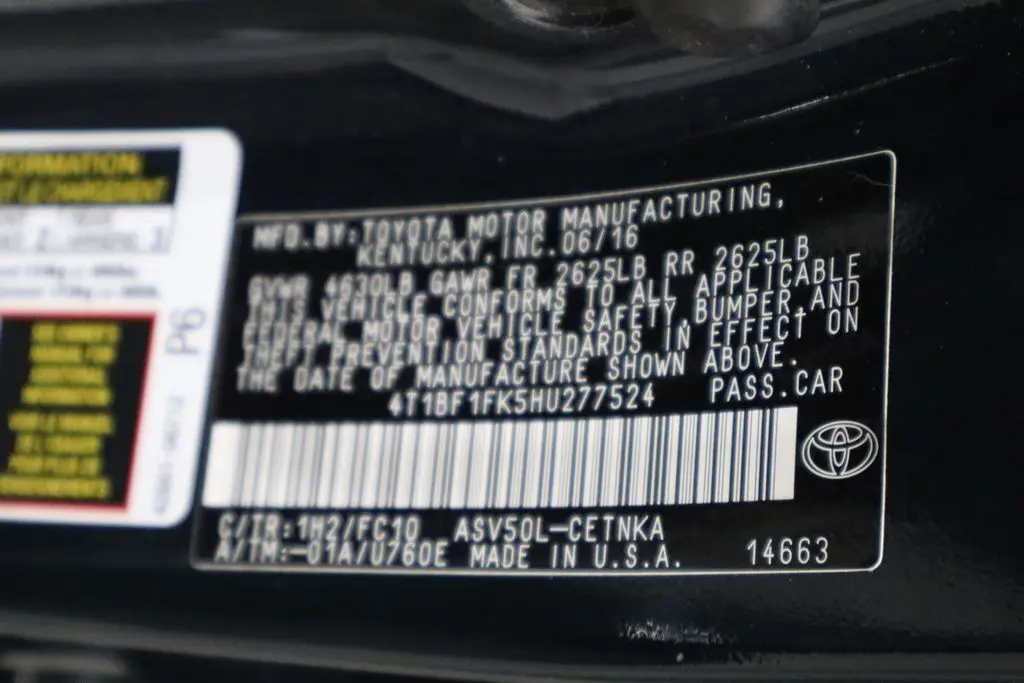 FORMATION
P6
MFD.BY:TOYOTA MOTOR MANUFACTURING,
KENTUCKY, INC.06/16
GVWR 4630LB GAWR FR 2625LB RR 2625LB
THIS VEHICLE CONFORMS TO ALL APPLICABLE
FEDERAL MOTOR VEHICLE SAFETY, BUMPER, AND
THEFT PREVENTION STANDARDS IN EFFECT ON
THE DATE OF MANUFACTURE SHOWN ABOVE.
4T1BF1FK5HU277524 PASS.CAR
C/TR:1H2/FC10 ASV50L-CETNKA
A/TM:-01A/U760E MADE IN U.S.A. 14663